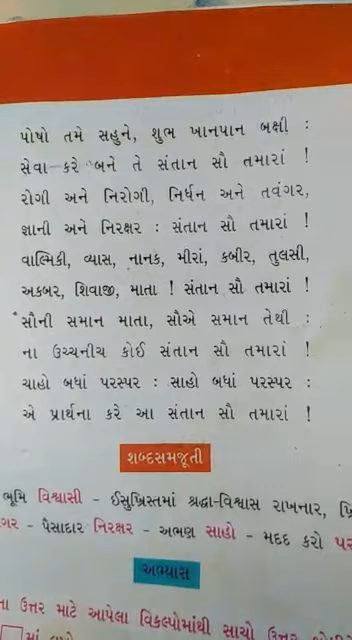 પોષો તમે સહુને, શુભ ખાનપાન બક્ષી :
સેવા કરે બને તે સંતાન સૌ તમારાં !
રોગી અને નિરોગી, નિર્ધન અને તવંગર,
જ્ઞાની અને નિરક્ષર : સંતાન સૌ તમારાં !
વાલ્મિકી, વ્યાસ, નાનક, મીરાં, કબીર, તુલસી,
અકબર, શિવાજી, માતા ! સંતાન સૌ તમારાં !
સૌની સમાન માતા, સૌએ સમાન તેથી :
ના ઉચ્ચનીચ કોઈ સંતાન સૌ તમારાં !
ચાહો બધાં પરસ્પર : સાહો બધાં પરસ્પર :
એ પ્રાર્થના કરે આ સંતાન સૌ તમારાં !
શબ્દસમજૂતી
ભૂમિ વિશ્વાસી - ઈસુખ્રિસ્તમાં શ્રદ્ધા-વિશ્વાસ રાખનાર,
ગર - પૈસાદાર નિરક્ષર - અભણ સાહો - મદદ કરો
અભ્યાસ
ઉત્તર માટે આપેલા વિકલ્પોમાંથી સાચો ઉત્તર